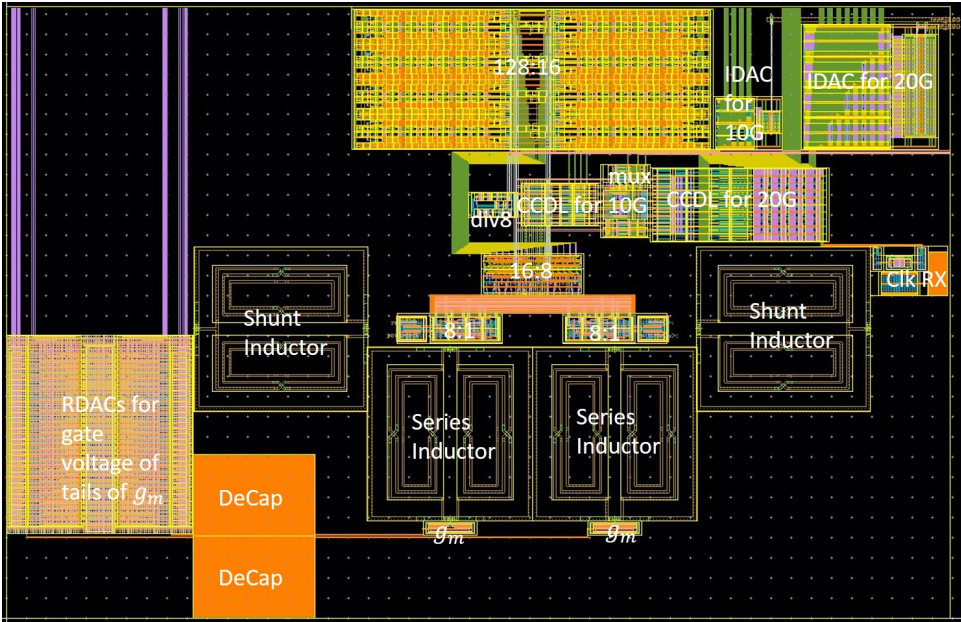 128:16
IDAC
for
10G
IDAC for 20G
mux
CCDL for 10G
CCDL for 20G
div8
16:8
Clk RX
Shunt
Inductor
8:1
8:1
Shunt
Inductor
RDACs for
gate
voltage of
tails of gₘ
Series
Inductor
Series
Inductor
DeCap
gₘ
gₘ
DeCap